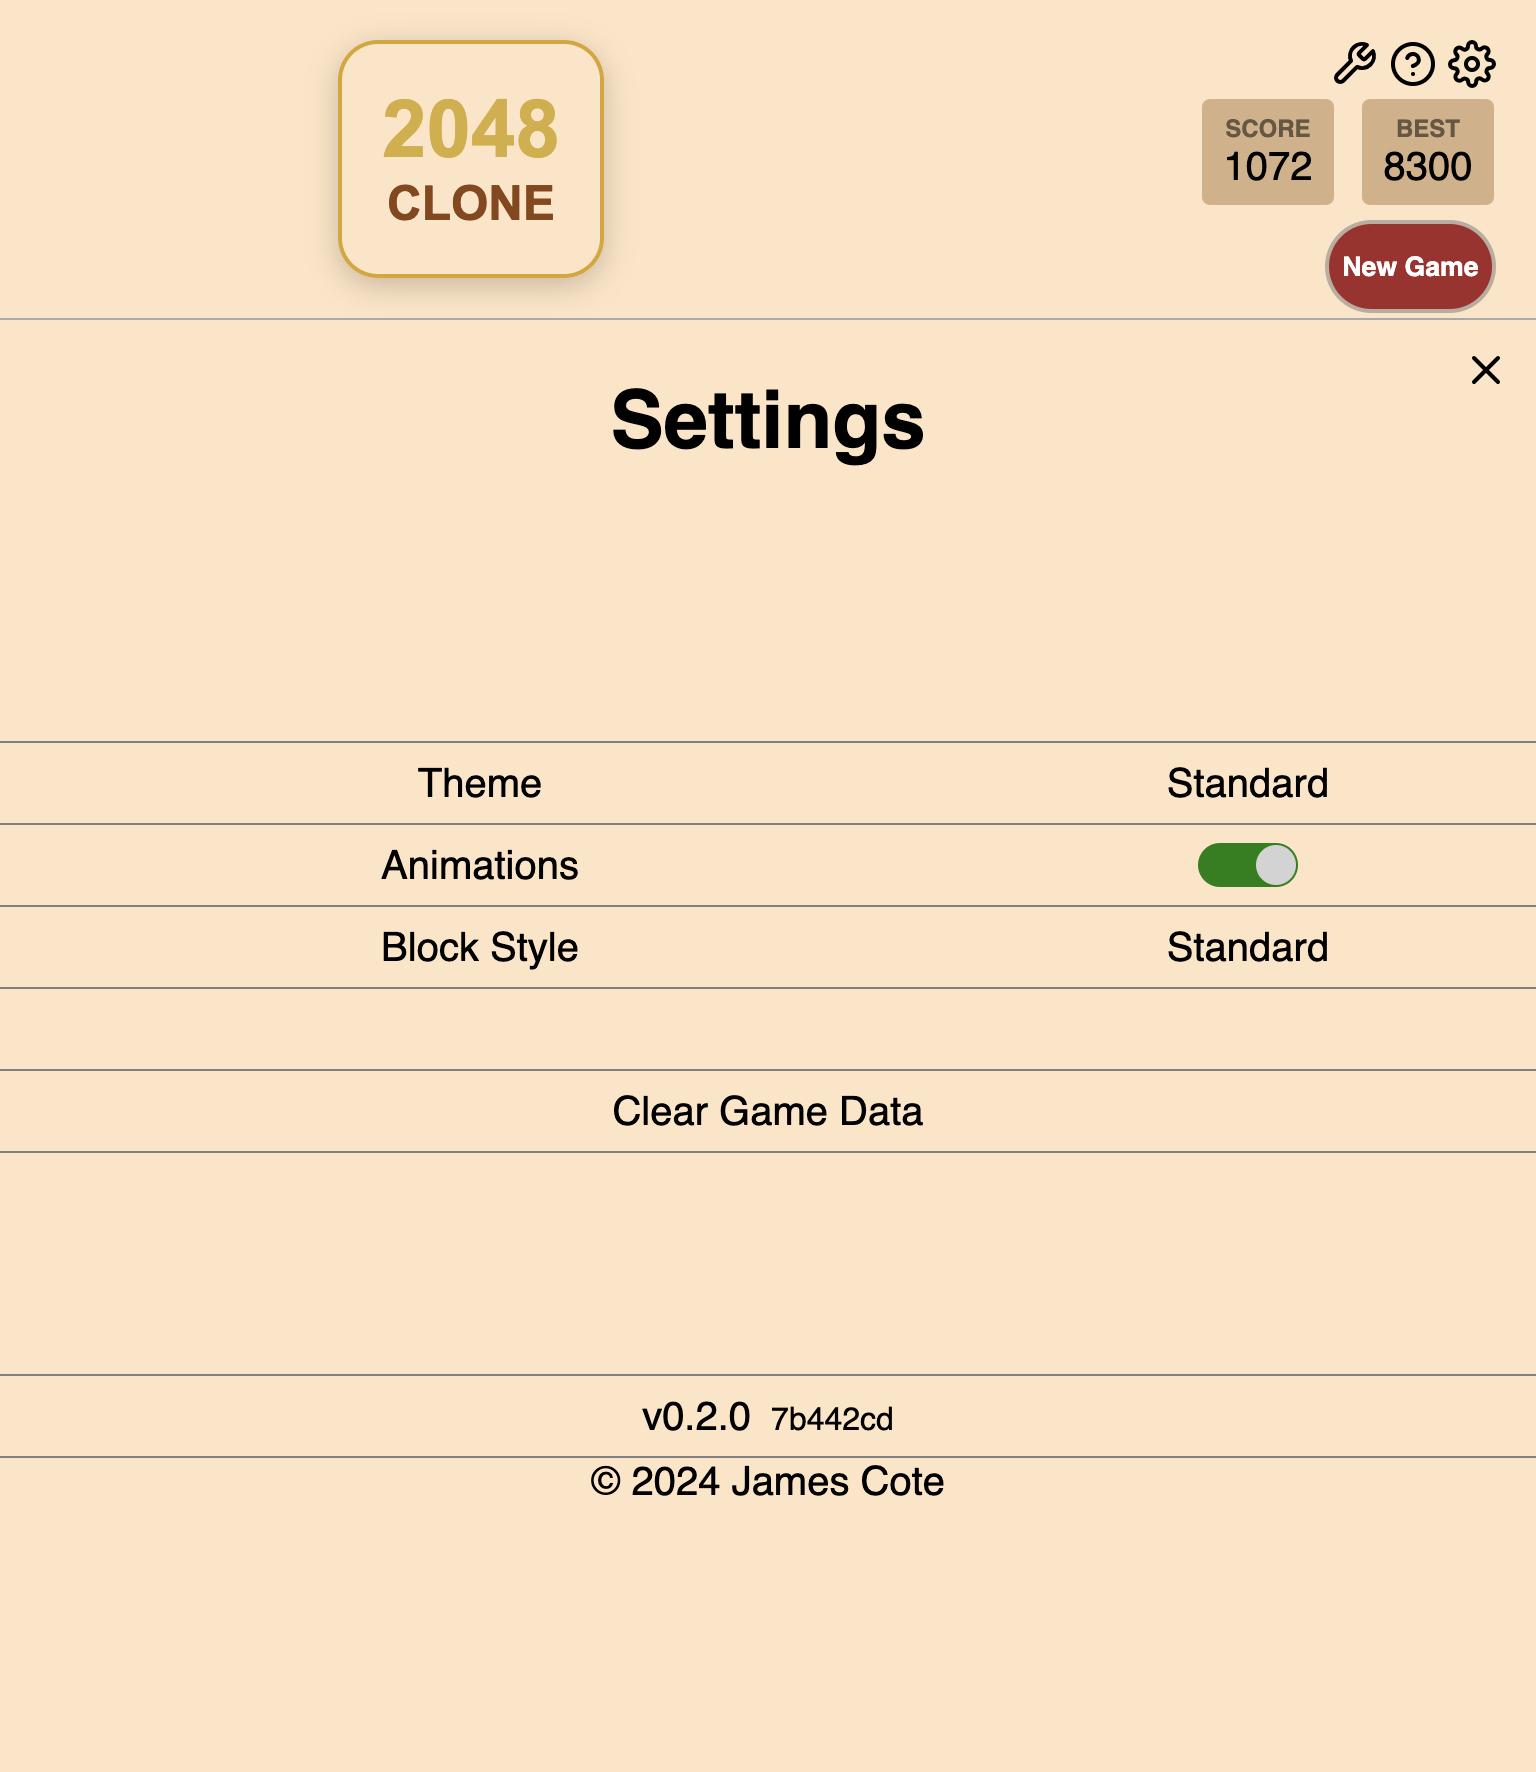 2048
CLONE
SCORE
1072
BEST
8300
New Game
Settings
Theme Standard
Animations
Block Style Standard
Clear Game Data
v0.2.0 7b442cd
© 2024 James Cote